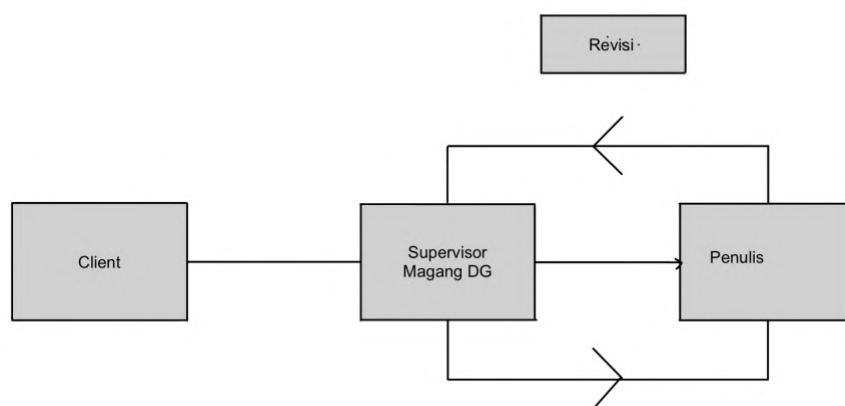 Revisi
Client
Supervisor
Magang DG
Penulis